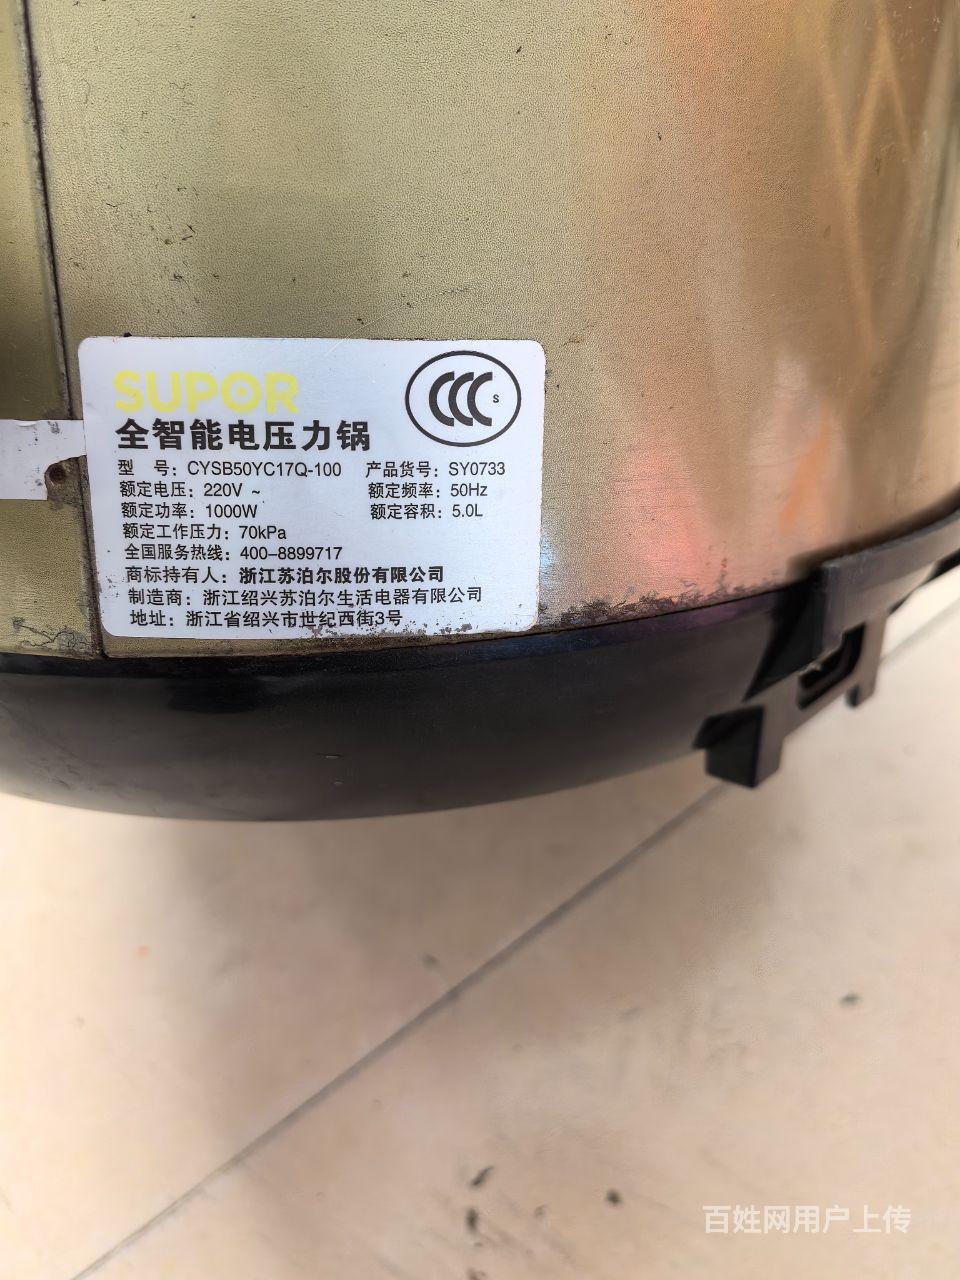 SUPOR
CCC S
全智能电压力锅
型 号：CYSB50YC17Q-100 产品货号：SY0733
额定电压：220V ~ 额定频率：50Hz
额定功率：1000W 额定容积：5.0L
额定工作压力：70kPa
全国服务热线：400-8899717
商标持有人：浙江苏泊尔股份有限公司
制造商：浙江绍兴苏泊尔生活电器有限公司
地址：浙江省绍兴市世纪西街3号
百姓网用户上传